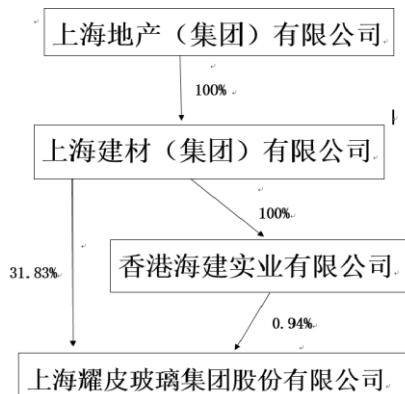 上海地产（集团）有限公司
100%
上海建材（集团）有限公司
100%
31.83%
香港海建实业有限公司
0.94%
上海耀皮玻璃集团股份有限公司